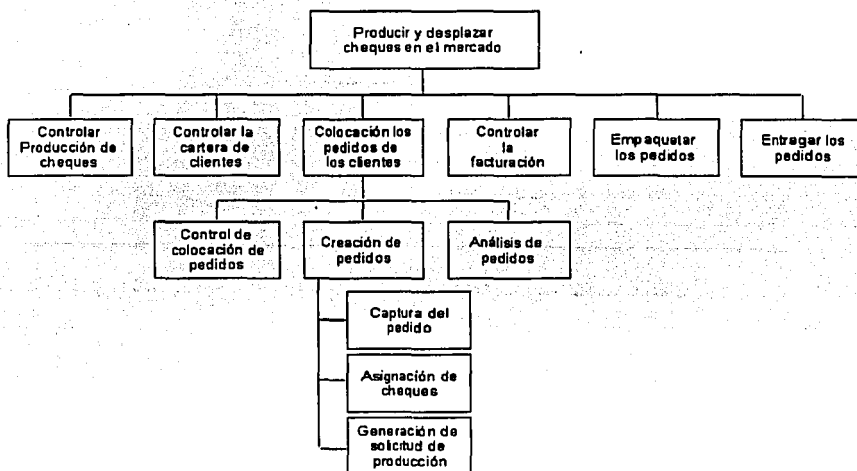 Producir y desplazar
cheques en el mercado
Controlar
Producción de
cheques
Controlar la
cartera de
clientes
Colocación los
pedidos de
los clientes
Controlar
la
facturación
Empaquetar
los pedidos
Entragar los
pedidos
Control de
colocación de
pedidos
Creación de
pedidos
Análisis de
pedidos
Captura del
pedido
Asignación de
cheques
Generación de
solicitud de
producción